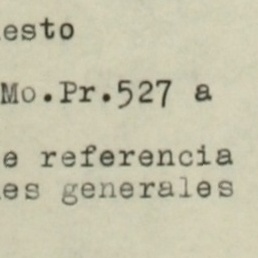 esto
Mo.Pr.527 a
e referencia
es generales